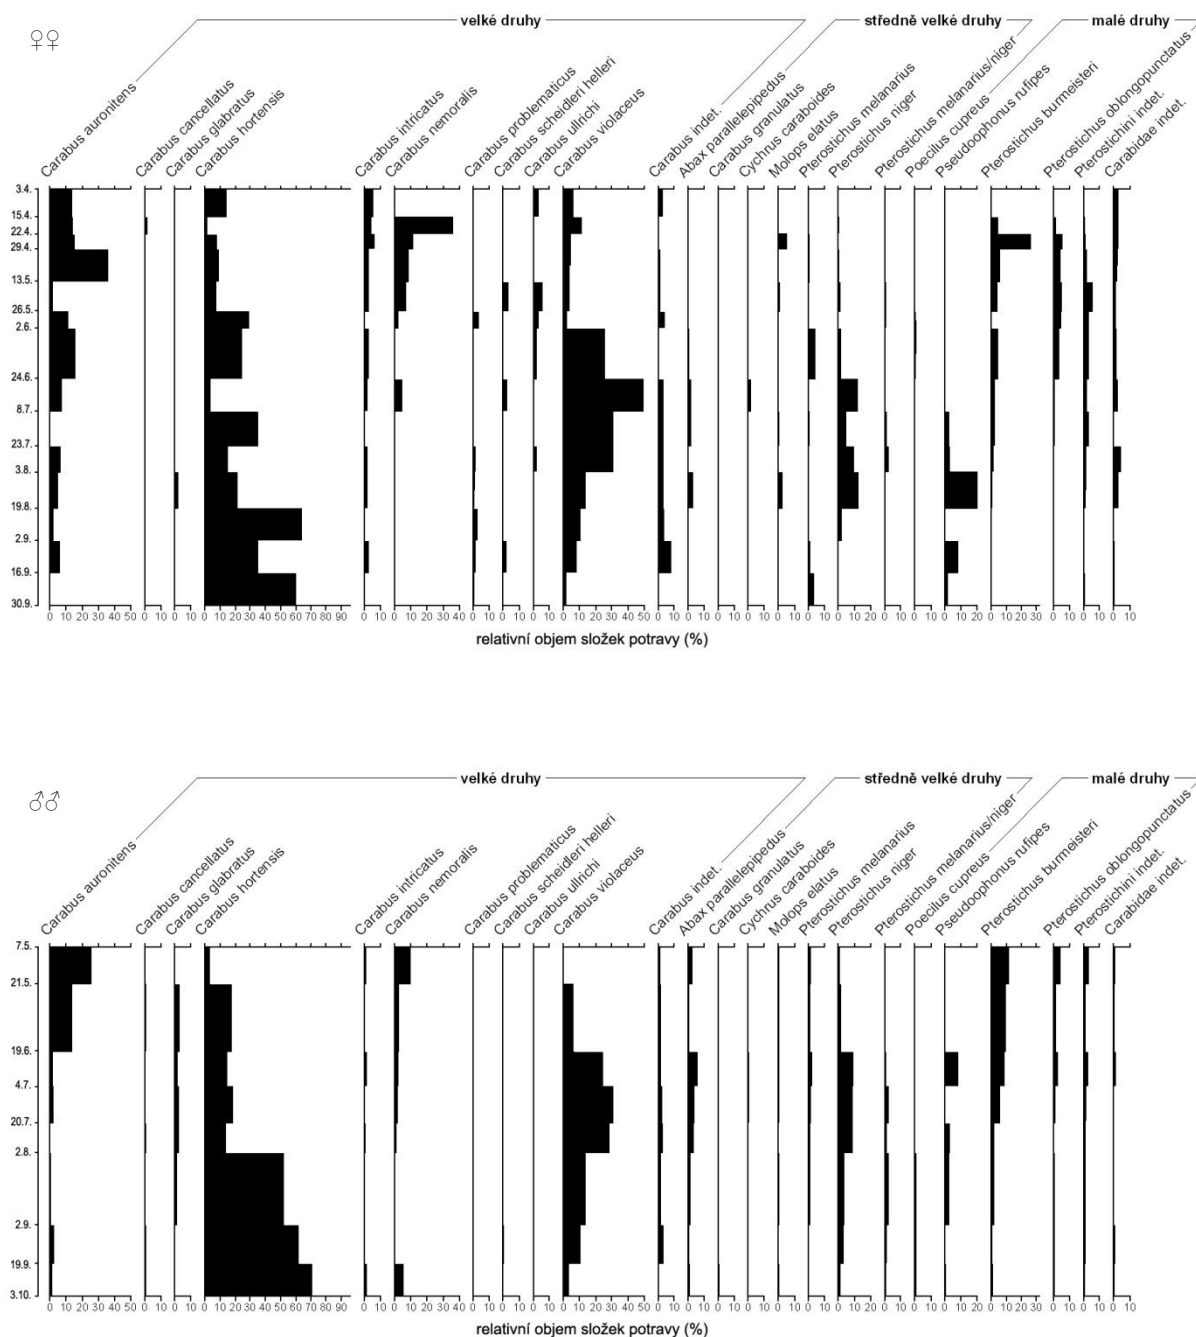 ♀♀
velké druhy
středně velké druhy
malé druhy
Carabus auronitens
Carabus cancellatus
Carabus glabratus
Carabus hortensis
Carabus intricatus
Carabus nemoralis
Carabus problematicus
Carabus scheidleri helleri
Carabus ullrichi
Carabus violaceus
Carabus indet.
Abax parallelepipedus
Carabus granulatus
Cychrus caraboides
Molops elatus
Pterostichus melanarius
Pterostichus niger
Pterostichus melanarius/niger
Poecilus cupreus
Pseudoophonus rufipes
Pterostichus burmeisteri
Pterostichus oblongopunctatus
Pterostichini indet.
Carabidae indet.
3.4.
15.4.
22.4.
29.4.
13.5.
26.5.
2.6.
24.6.
8.7.
23.7.
3.8.
19.8.
2.9.
16.9.
30.9.
0 10 20 30 40 50 0 10 0 10 0 10 20 30 40 50 60 70 80 90 0 10 0 10 20 30 40 0 10 0 10 0 10 0 10 20 30 40 50 0 10 0 10 0 10 0 10 0 10 0 10 0 10 20 0 10 0 10 0 10 20 0 10 20 30 0 10 0 10 0 10
relativní objem složek potravy (%)
♂♂
velké druhy
středně velké druhy
malé druhy
Carabus auronitens
Carabus cancellatus
Carabus glabratus
Carabus hortensis
Carabus intricatus
Carabus nemoralis
Carabus problematicus
Carabus scheidleri helleri
Carabus ullrichi
Carabus violaceus
Carabus indet.
Abax parallelepipedus
Carabus granulatus
Cychrus caraboides
Molops elatus
Pterostichus melanarius
Pterostichus niger
Pterostichus melanarius/niger
Poecilus cupreus
Pseudoophonus rufipes
Pterostichus burmeisteri
Pterostichus oblongopunctatus
Pterostichini indet.
Carabidae indet.
7.5.
21.5.
19.6.
4.7.
20.7.
2.8.
2.9.
19.9.
3.10.
0 10 20 30 40 50 0 10 0 10 0 10 20 30 40 50 60 70 80 90 0 10 0 10 20 30 40 0 10 0 10 0 10 0 10 20 30 40 50 0 10 0 10 0 10 0 10 0 10 0 10 0 10 20 0 10 0 10 0 10 20 0 10 20 30 0 10 0 10 0 10
relativní objem složek potravy (%)